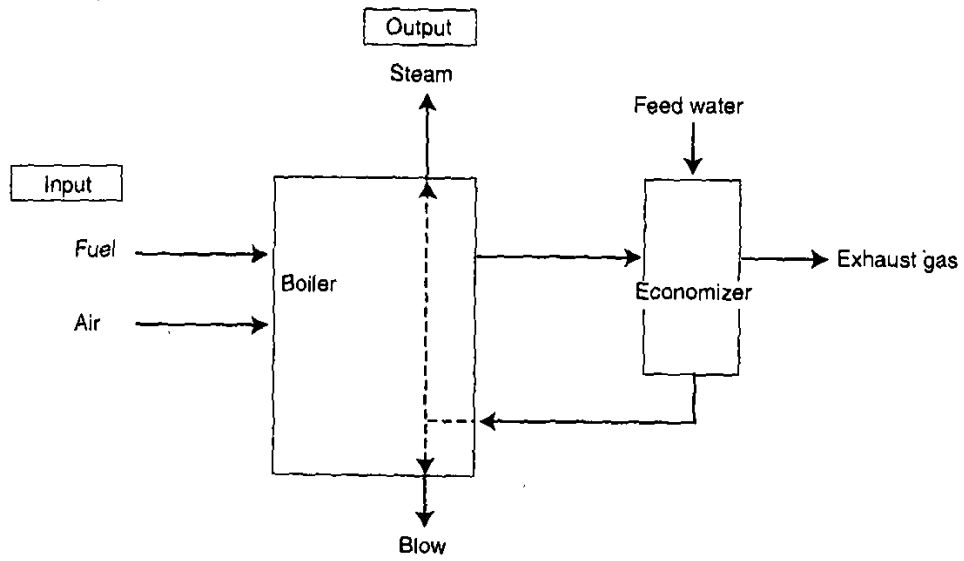 Output
Steam
Feed water
Input
Fuel
Boiler
Exhaust gas
Economizer
Air
Blow